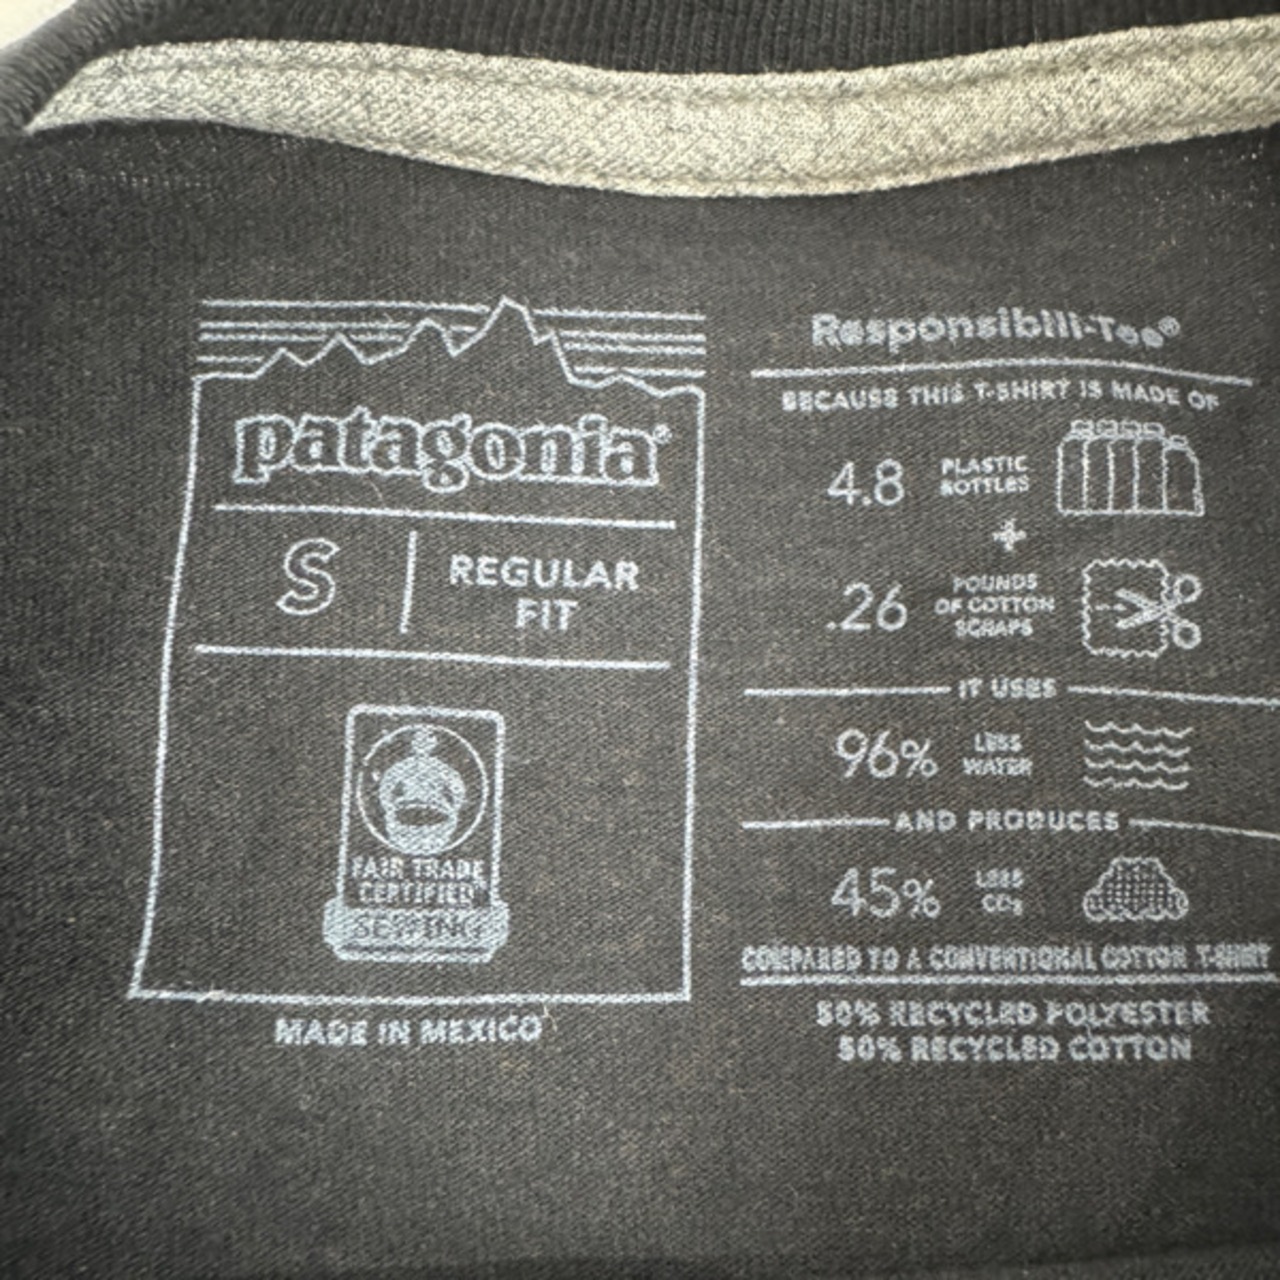 patagonia®
S
REGULAR
FIT
FAIR TRADE
CERTIFIED™
SEWING
MADE IN MEXICO
Responsibili-Tee®
BECAUSE THIS T-SHIRT IS MADE OF
4.8 PLASTIC
BOTTLES
+
.26 POUNDS
OF COTTON
SCRAPS
IT USES
96% LESS
WATER
AND PRODUCES
45% LESS
CO₂
COMPARED TO A CONVENTIONAL COTTON T-SHIRT
50% RECYCLED POLYESTER
50% RECYCLED COTTON